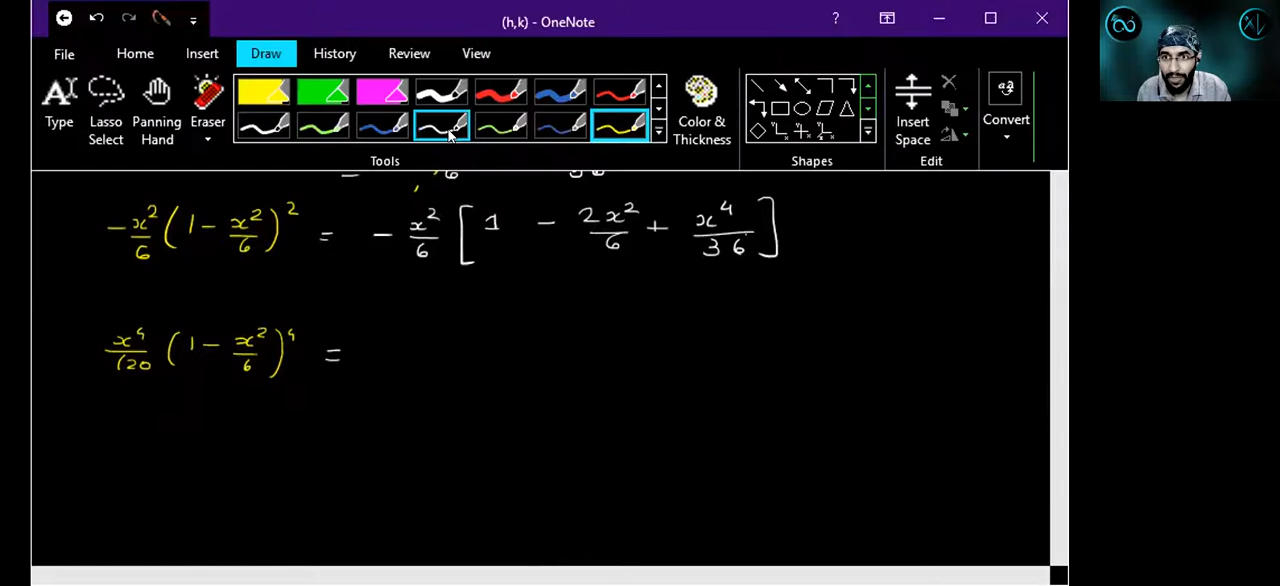 (h,k) - OneNote
?
File Home Insert Draw History Review View
Type Lasso Select Panning Hand Eraser Color & Thickness Insert Space Convert
Tools Shapes Edit
-x²/6 (1 - x²/6)² = - x²/6 [1 - 2x²/6 + x⁴/36]
x⁴/120 (1 - x²/6)⁴ =